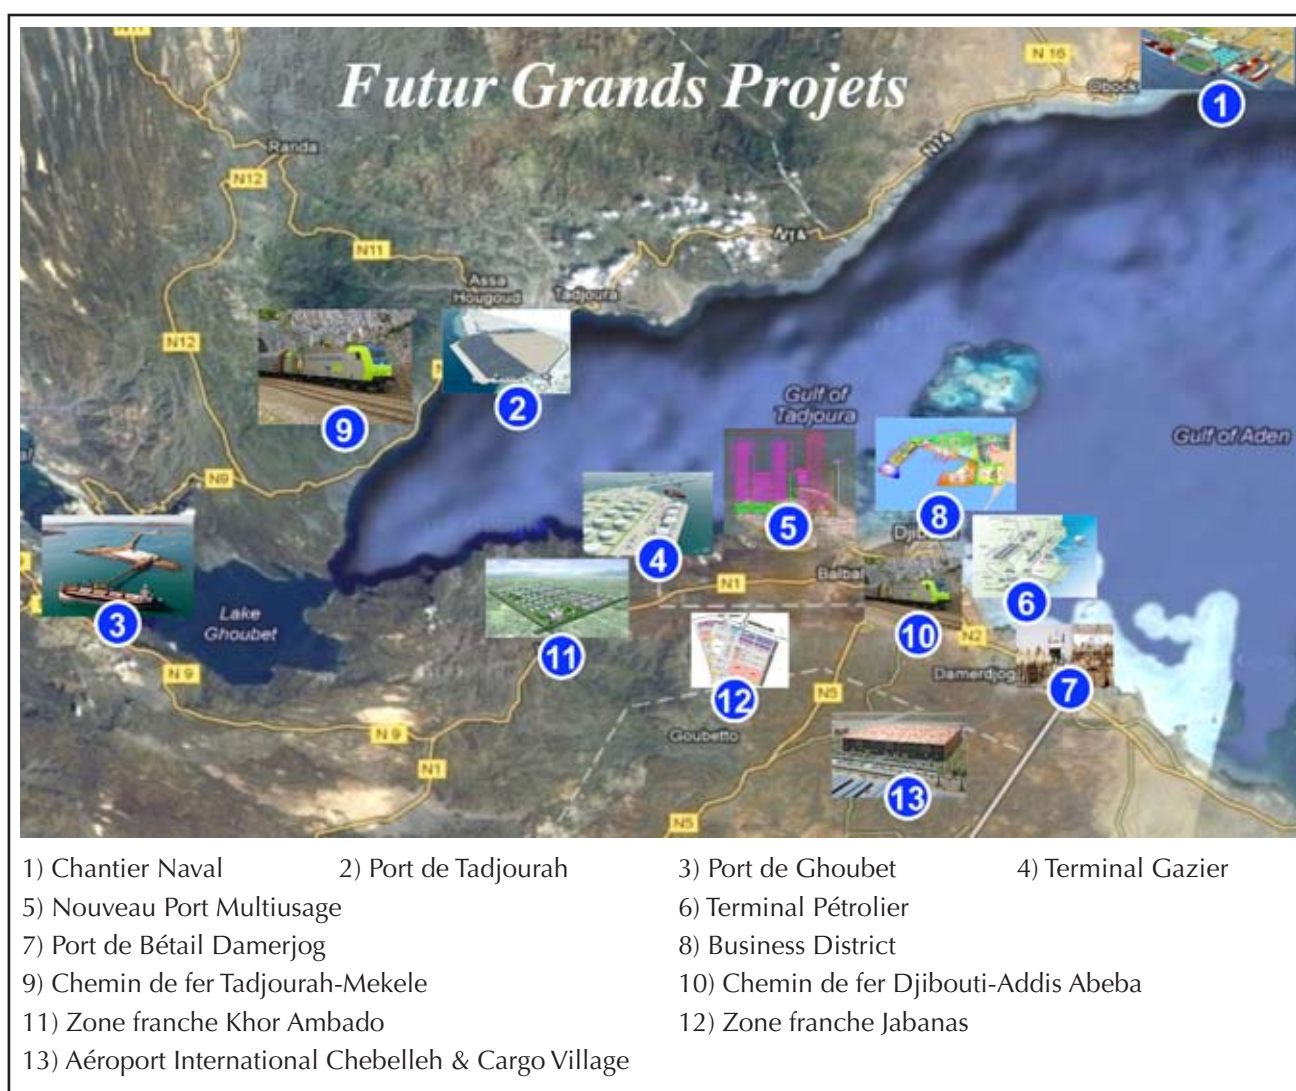 Futur Grands Projets
N11
N 16
Obock
1
Randa
N12
N14
N14
N11
Assa
Hougoud
Tadjoura
N12
9
2
Gulf of
Tadjoura
Gulf of Aden
N9
3
Lake
Ghoubet
4
5
8
Djibouti
N1
Balbal
6
11
10
N2
12
Damerdjog
7
N 9
N5
Goubetto
N 9
N1
13
N5
1) Chantier Naval 2) Port de Tadjourah 3) Port de Ghoubet 4) Terminal Gazier
5) Nouveau Port Multiusage 6) Terminal Pétrolier
7) Port de Bétail Damerjog 8) Business District
9) Chemin de fer Tadjourah-Mekele 10) Chemin de fer Djibouti-Addis Abeba
11) Zone franche Khor Ambado 12) Zone franche Jabanas
13) Aéroport International Chebelleh & Cargo Village